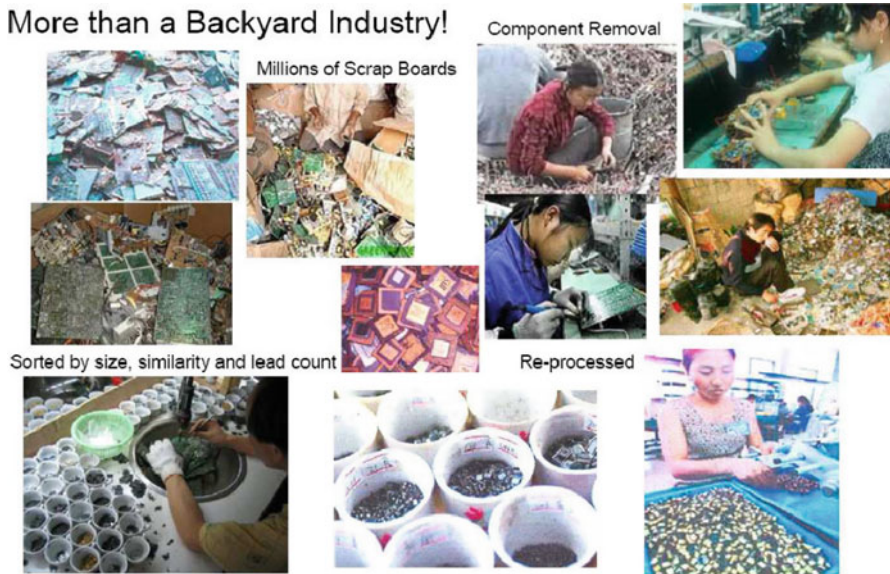 More than a Backyard Industry!
Component Removal
Millions of Scrap Boards
Sorted by size, similarity and lead count
Re-processed